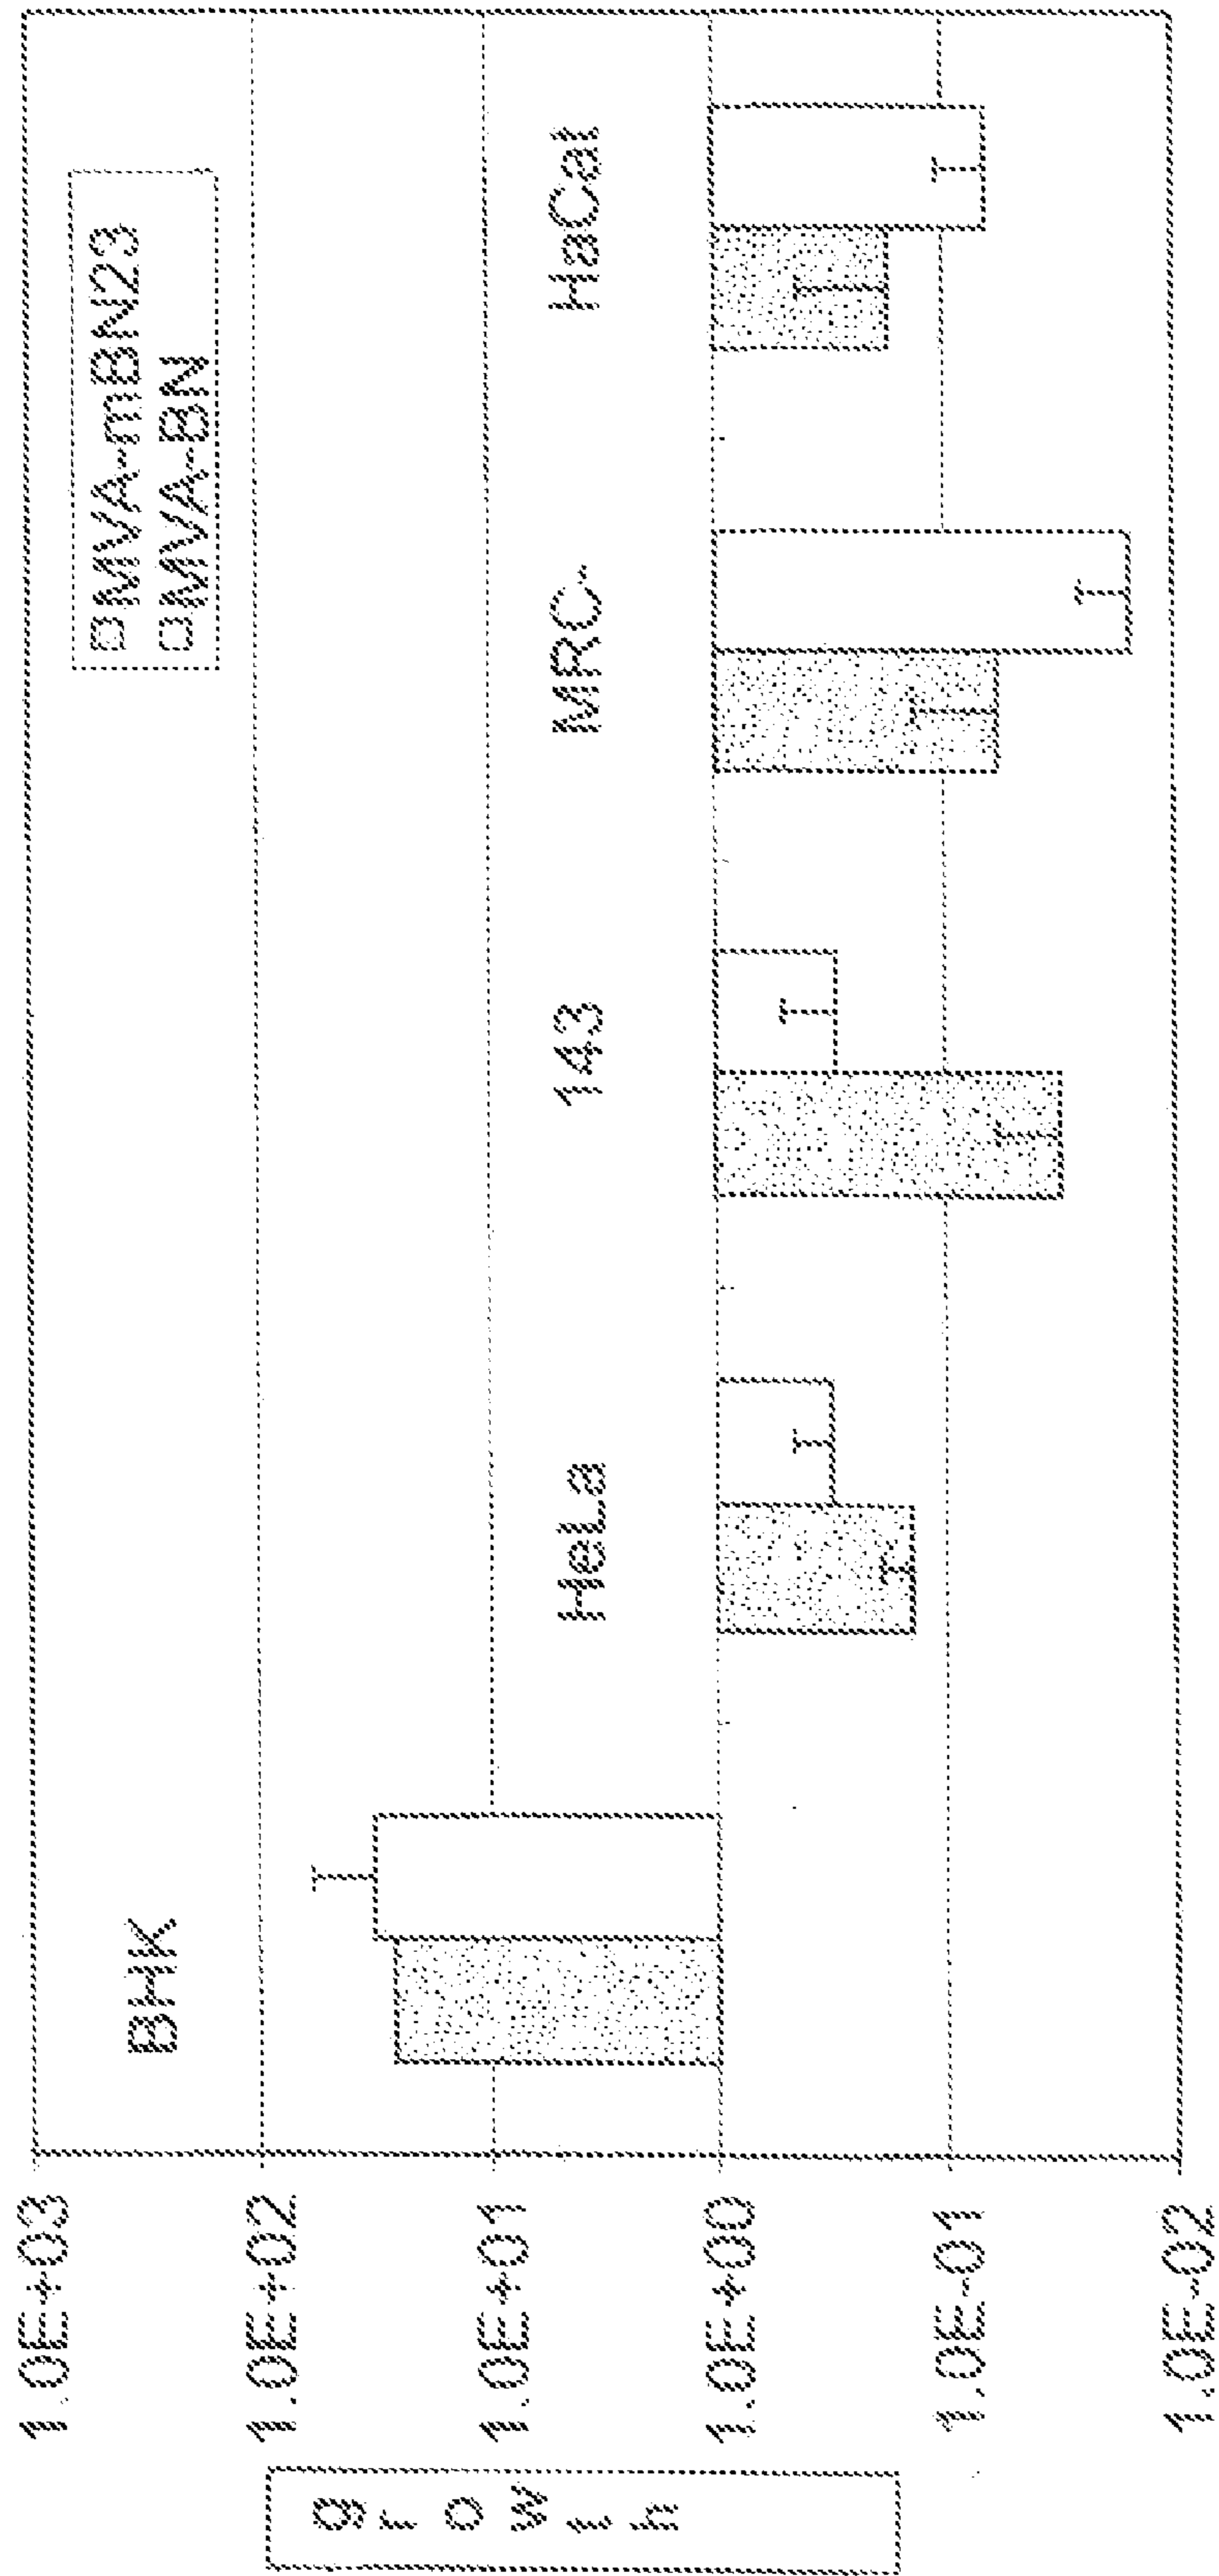 growth
1.0E+03
1.0E+02
1.0E+01
1.0E+00
1.0E-01
1.0E-02
BHK
HeLa
143
MRC-
HaCat
MVA-mBN23
MVA-BN